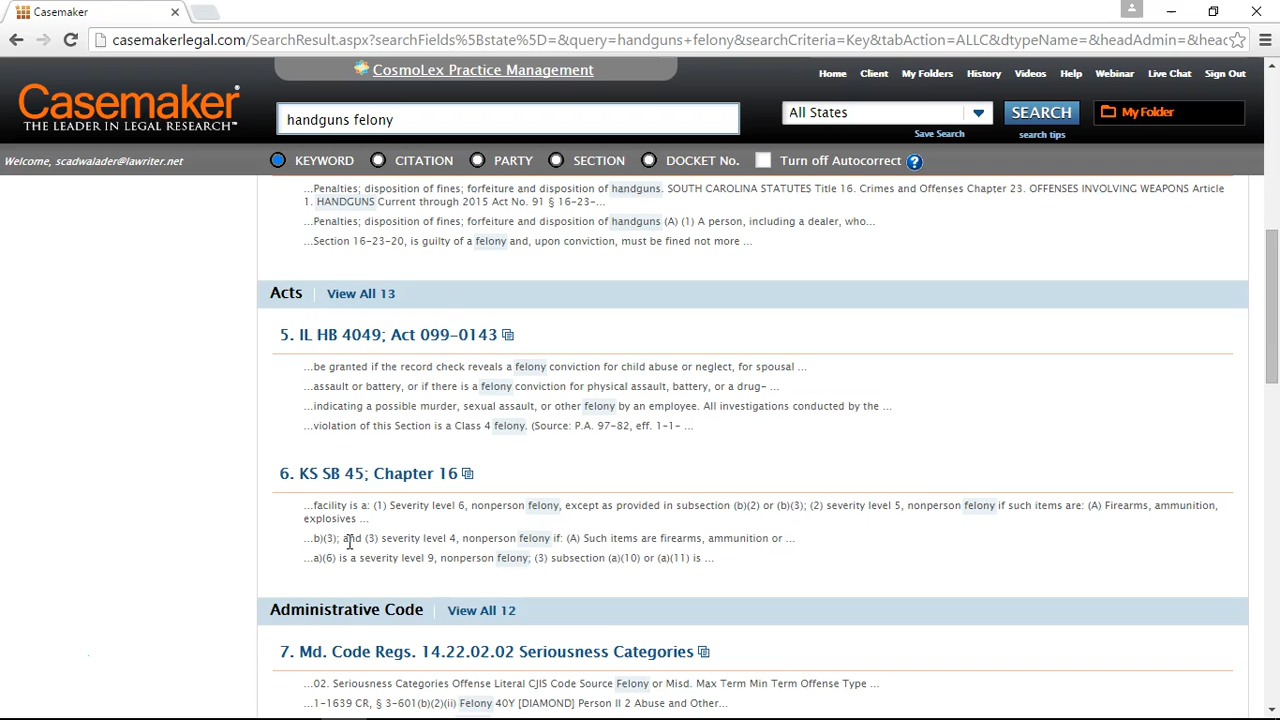 Casemaker
casemakerlegal.com/SearchResult.aspx?searchFields%5Bstate%5D=&query=handguns+felony&searchCriteria=Key&tabAction=ALLC&dtypeName=&headAdmin=&headc
CosmoLex Practice Management
Home Client My Folders History Videos Help Webinar Live Chat Sign Out
Casemaker
THE LEADER IN LEGAL RESEARCH
handguns felony
All States
SEARCH
My Folder
Save Search
search tips
Welcome, scadwalader@lawriter.net
KEYWORD CITATION PARTY SECTION DOCKET No. Turn off Autocorrect ?
...Penalties; disposition of fines; forfeiture and disposition of handguns. SOUTH CAROLINA STATUTES Title 16. Crimes and Offenses Chapter 23. OFFENSES INVOLVING WEAPONS Article
1. HANDGUNS Current through 2015 Act No. 91 § 16-23-...
...Penalties; disposition of fines; forfeiture and disposition of handguns (A) (1) A person, including a dealer, who...
...Section 16-23-20, is guilty of a felony and, upon conviction, must be fined not more ...
Acts View All 13
5. IL HB 4049; Act 099-0143
...be granted if the record check reveals a felony conviction for child abuse or neglect, for spousal ...
...assault or battery, or if there is a felony conviction for physical assault, battery, or a drug- ...
...indicating a possible murder, sexual assault, or other felony by an employee. All investigations conducted by the ...
...violation of this Section is a Class 4 felony. (Source: P.A. 97-82, eff. 1-1- ...
6. KS SB 45; Chapter 16
...facility is a: (1) Severity level 6, nonperson felony, except as provided in subsection (b)(2) or (b)(3); (2) severity level 5, nonperson felony if such items are: (A) Firearms, ammunition,
explosives ...
...b)(3); and (3) severity level 4, nonperson felony if: (A) Such items are firearms, ammunition or ...
...a)(6) is a severity level 9, nonperson felony; (3) subsection (a)(10) or (a)(11) is ...
Administrative Code View All 12
7. Md. Code Regs. 14.22.02.02 Seriousness Categories
...02. Seriousness Categories Offense Literal CJIS Code Source Felony or Misd. Max Term Min Term Offense Type ...
...1-1639 CR, § 3-601(b)(2)(ii) Felony 40Y [DIAMOND] Person II 2 Abuse and Other...